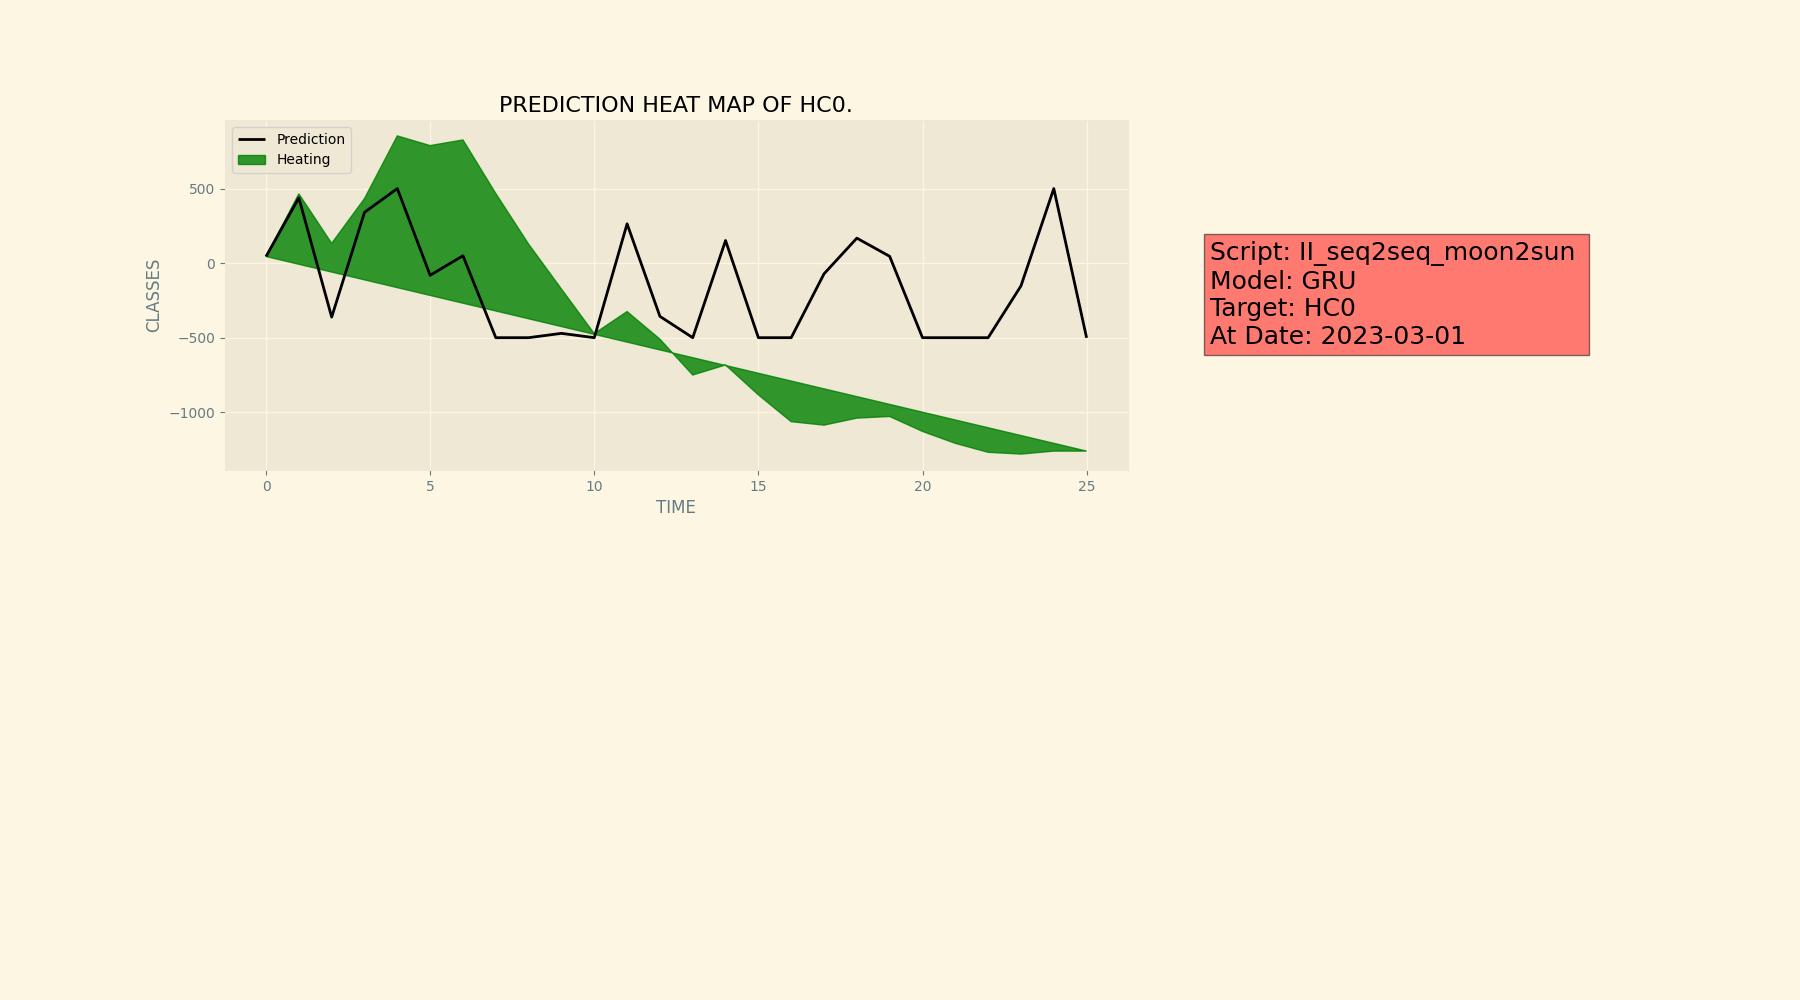 PREDICTION HEAT MAP OF HC0.
Prediction
Heating
500
0
−500
−1000
CLASSES
0 5 10 15 20 25
TIME
Script: II_seq2seq_moon2sun
Model: GRU
Target: HC0
At Date: 2023-03-01